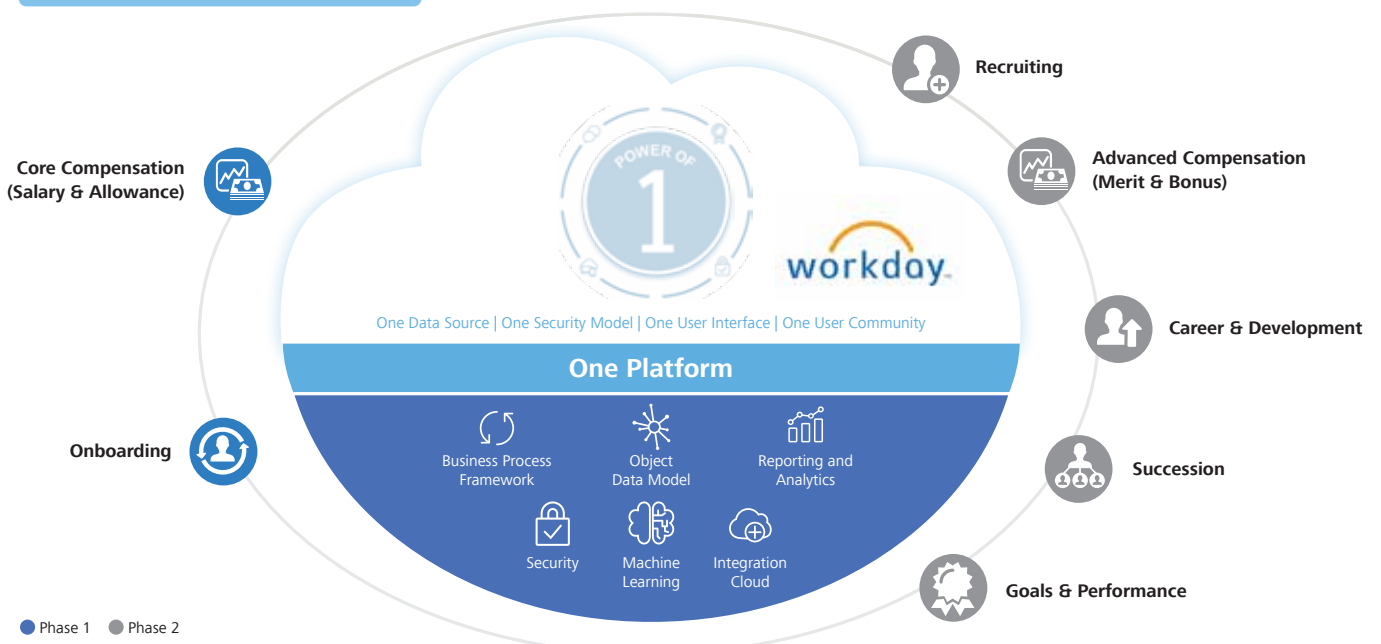 Recruiting
Core Compensation
(Salary & Allowance)
Advanced Compensation
(Merit & Bonus)
POWER OF
1
workday
One Data Source | One Security Model | One User Interface | One User Community
One Platform
Career & Development
Onboarding
Business Process
Framework
Object
Data Model
Reporting and
Analytics
Succession
Security
Machine
Learning
Integration
Cloud
Goals & Performance
Phase 1
Phase 2